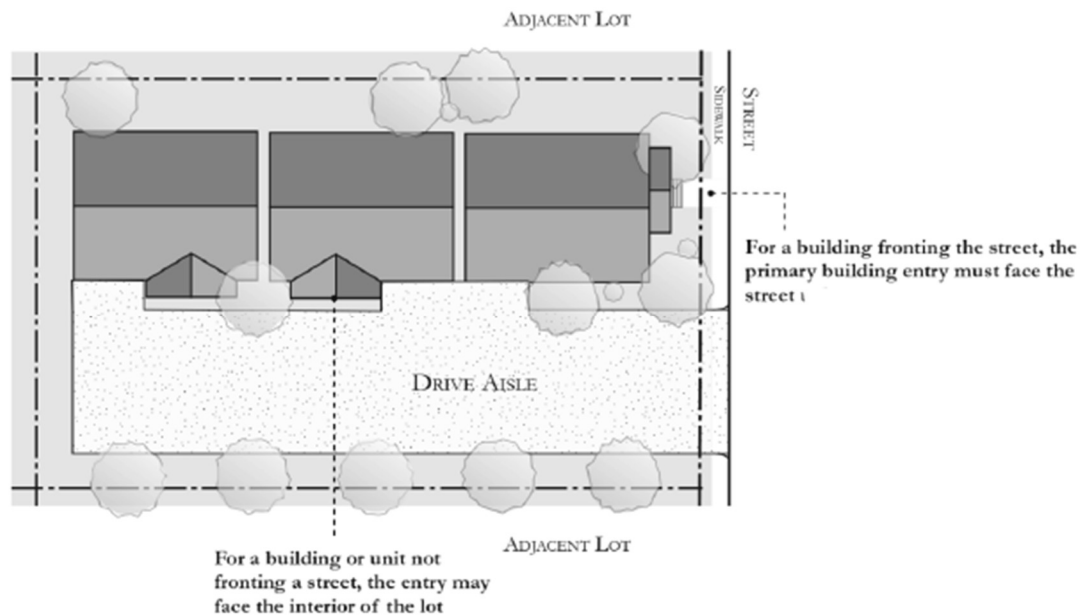 ADJACENT LOT
SIDEWALK
STREET
For a building fronting the street, the
primary building entry must face the
street
DRIVE AISLE
ADJACENT LOT
For a building or unit not
fronting a street, the entry may
face the interior of the lot